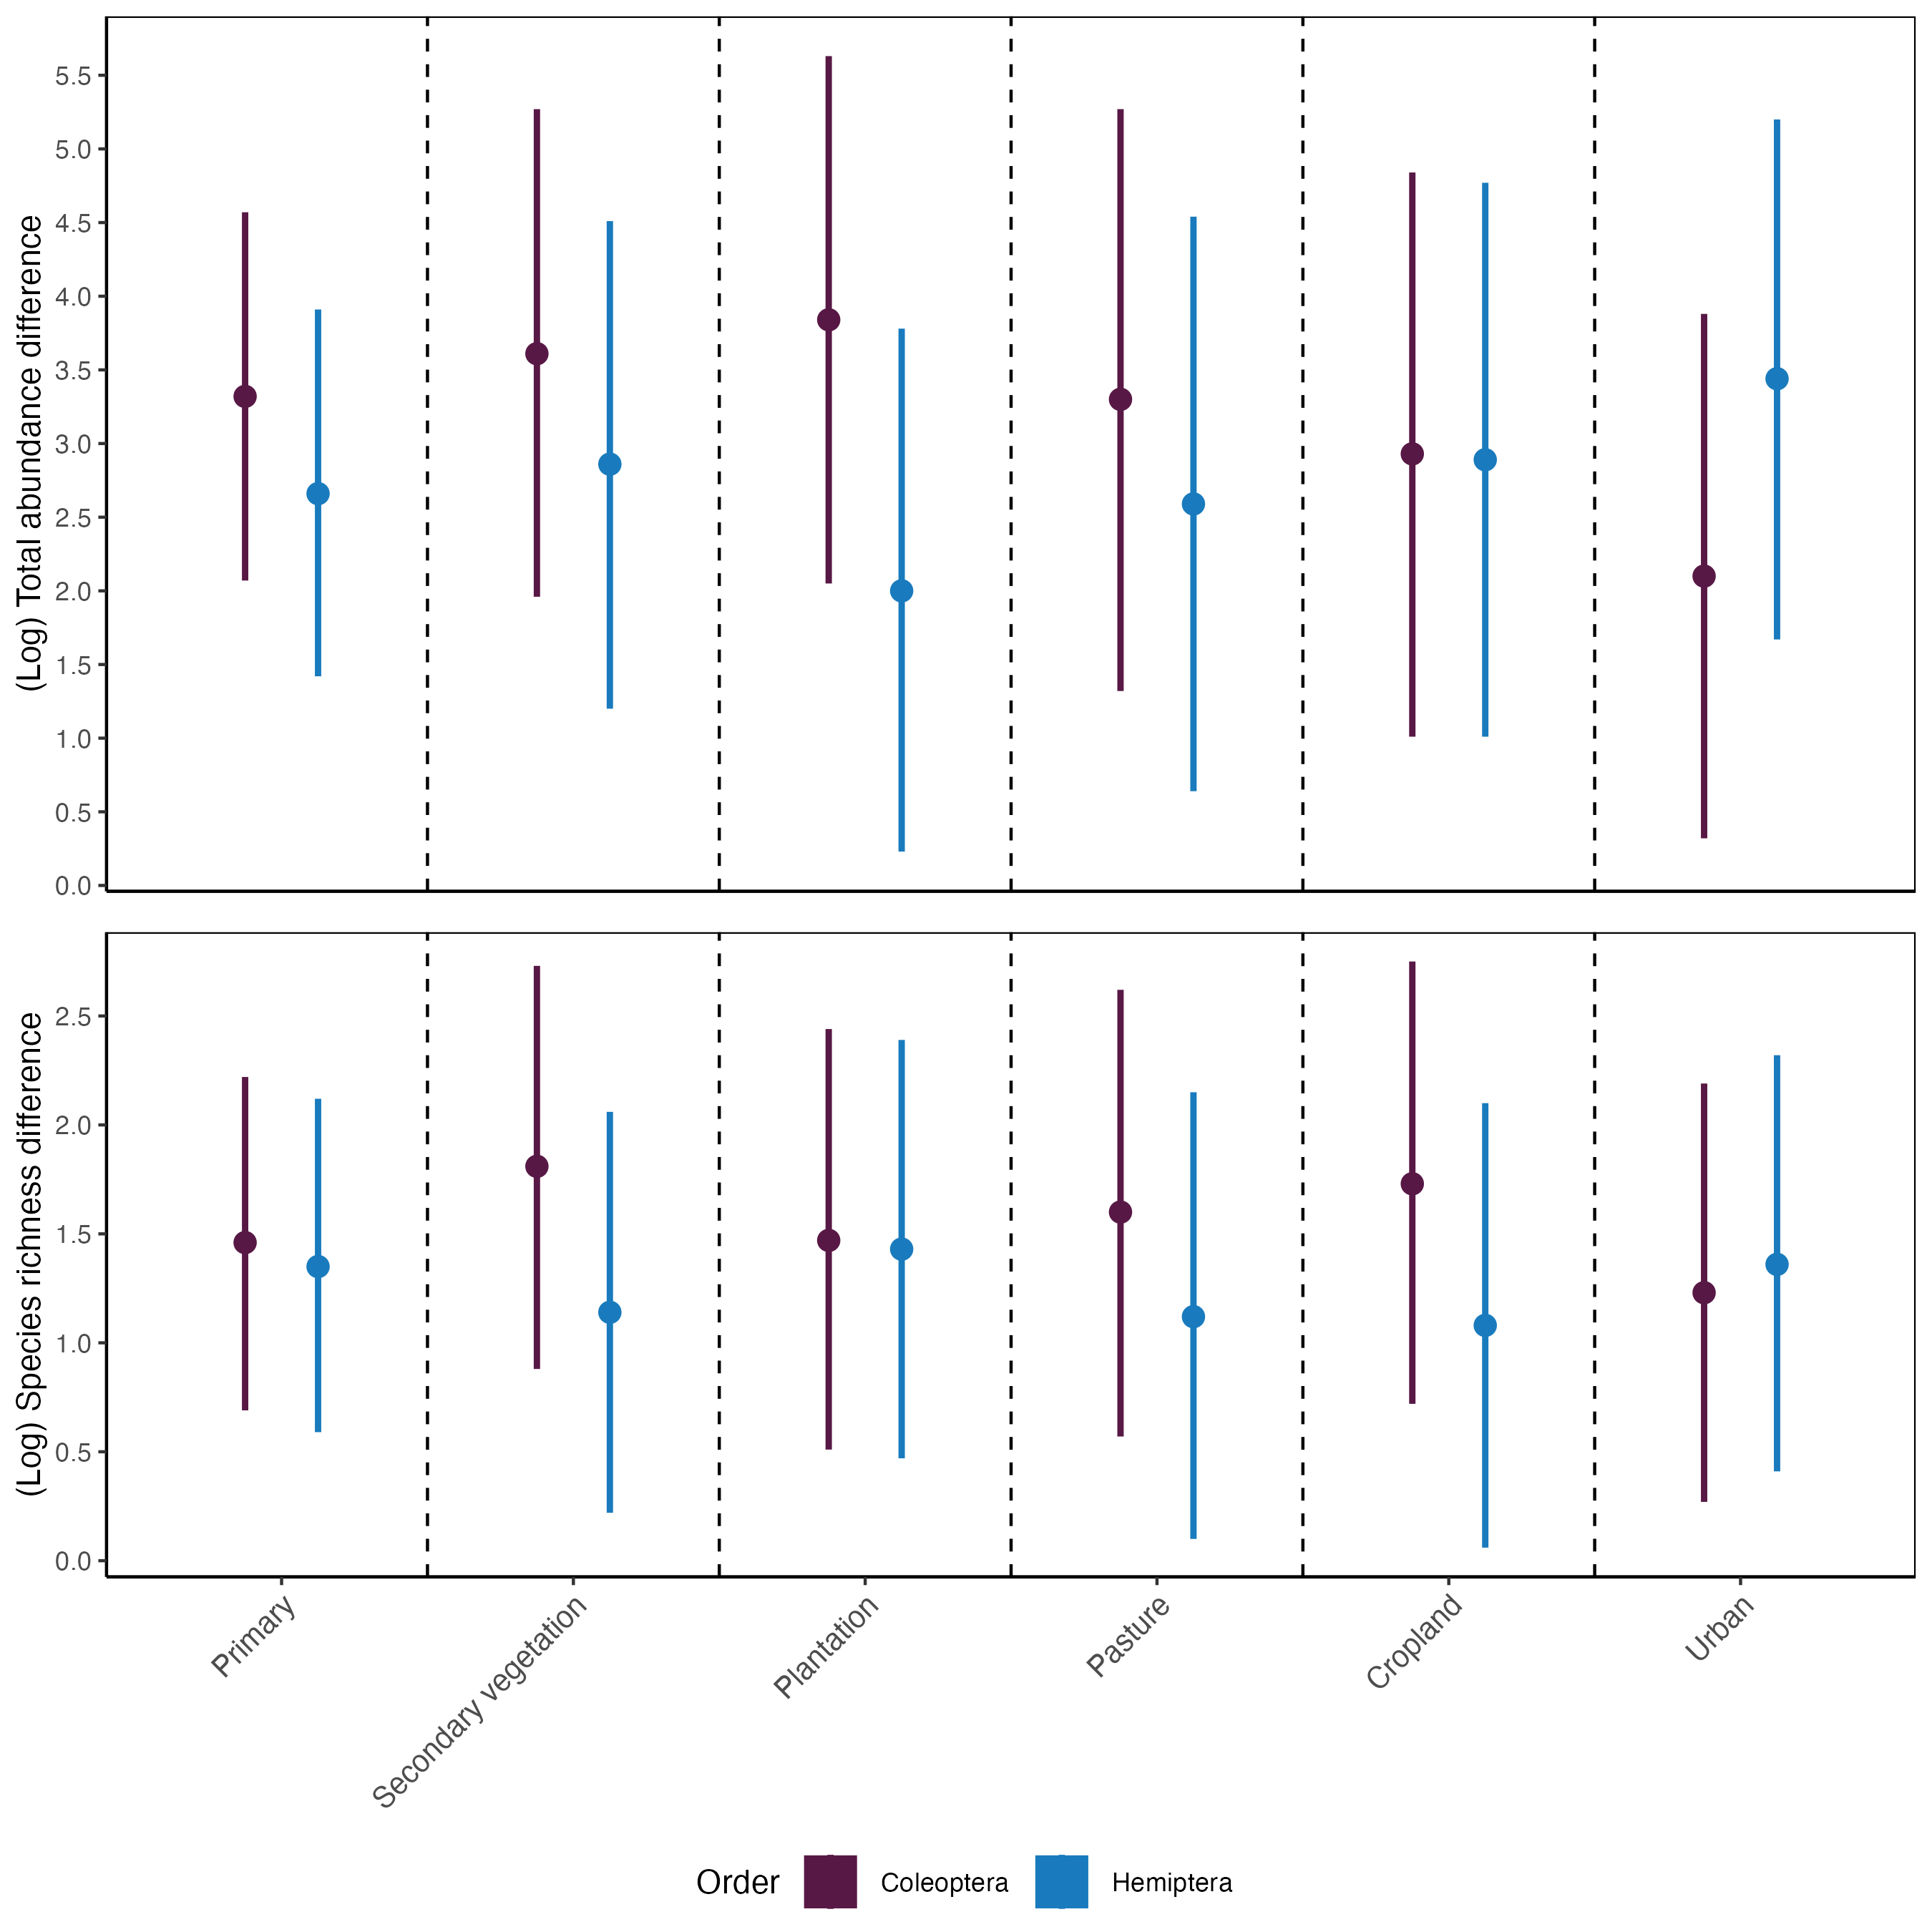 (Log) Total abundance difference
5.5
5.0
4.5
4.0
3.5
3.0
2.5
2.0
1.5
1.0
0.5
0.0
(Log) Species richness difference
2.5
2.0
1.5
1.0
0.5
0.0
Primary
Secondary vegetation
Plantation
Pasture
Cropland
Urban
Order Coleoptera Hemiptera